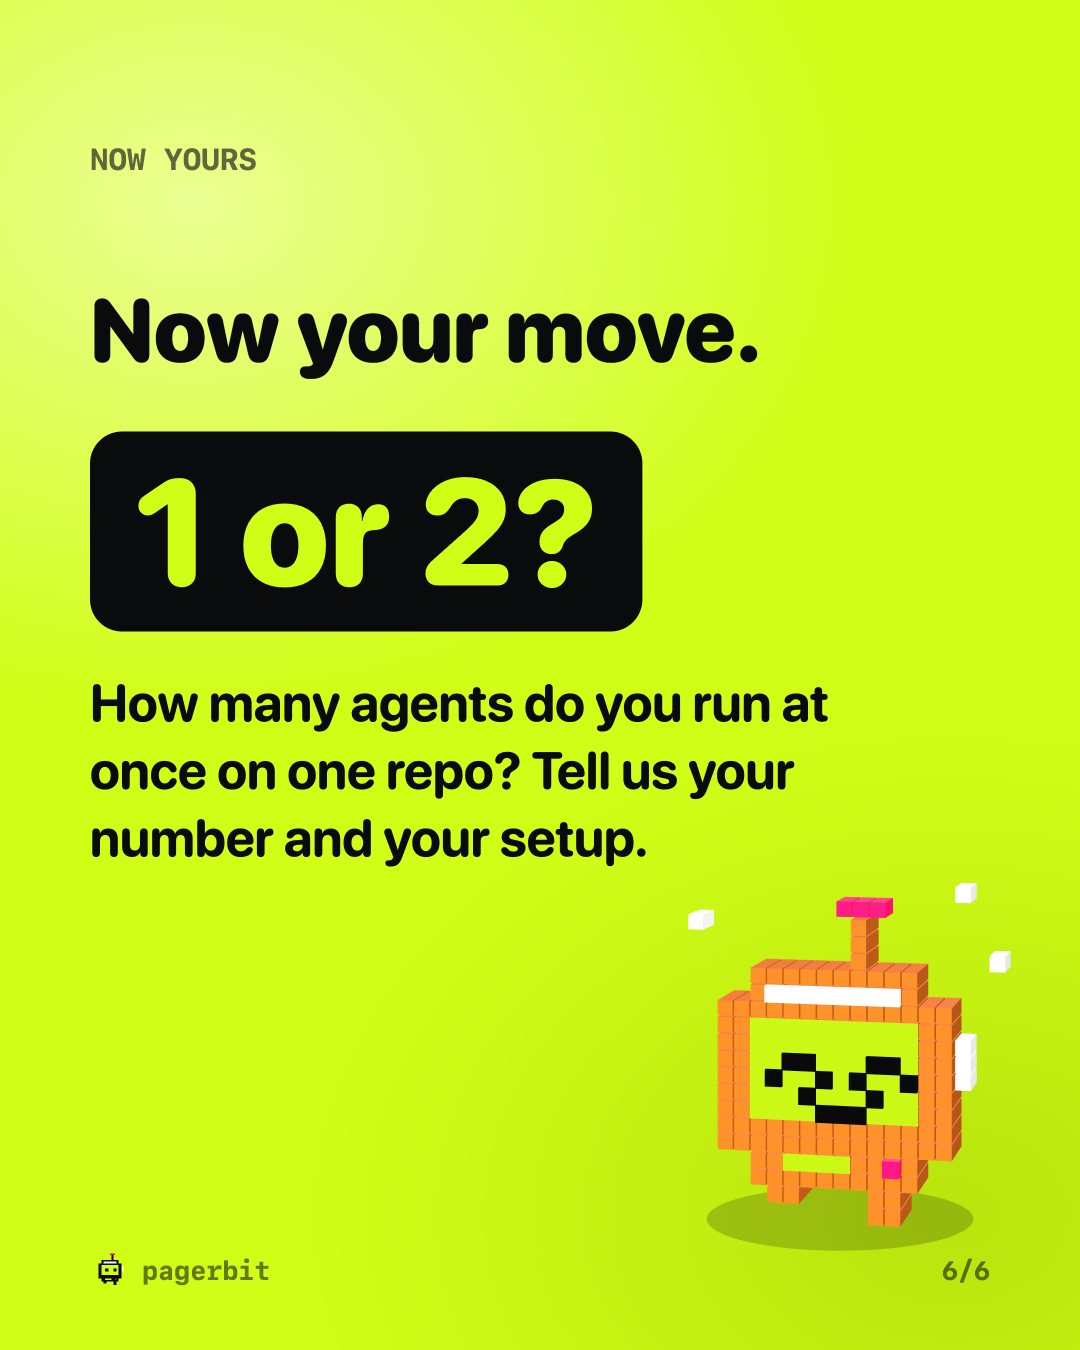 NOW YOURS
Now your move.
1 or 2?
How many agents do you run at
once on one repo? Tell us your
number and your setup.
pagerbit
6/6